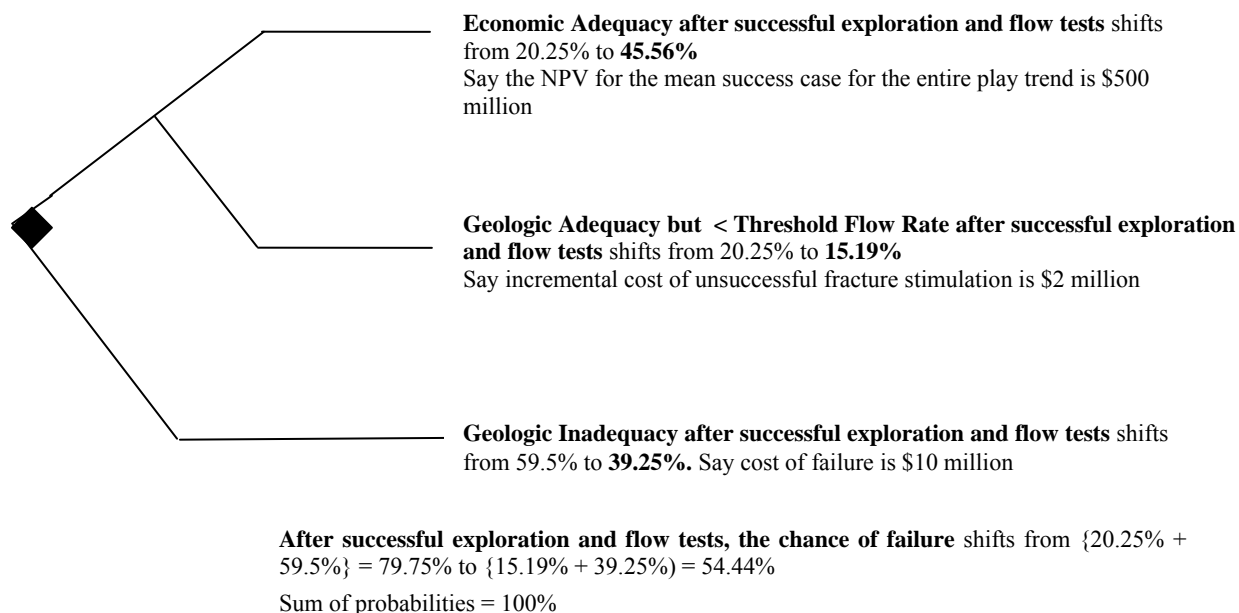 Economic Adequacy after successful exploration and flow tests shifts
from 20.25% to 45.56%
Say the NPV for the mean success case for the entire play trend is $500
million
Geologic Adequacy but < Threshold Flow Rate after successful exploration
and flow tests shifts from 20.25% to 15.19%
Say incremental cost of unsuccessful fracture stimulation is $2 million
Geologic Inadequacy after successful exploration and flow tests shifts
from 59.5% to 39.25%. Say cost of failure is $10 million
After successful exploration and flow tests, the chance of failure shifts from {20.25% +
59.5%} = 79.75% to {15.19% + 39.25%) = 54.44%
Sum of probabilities = 100%